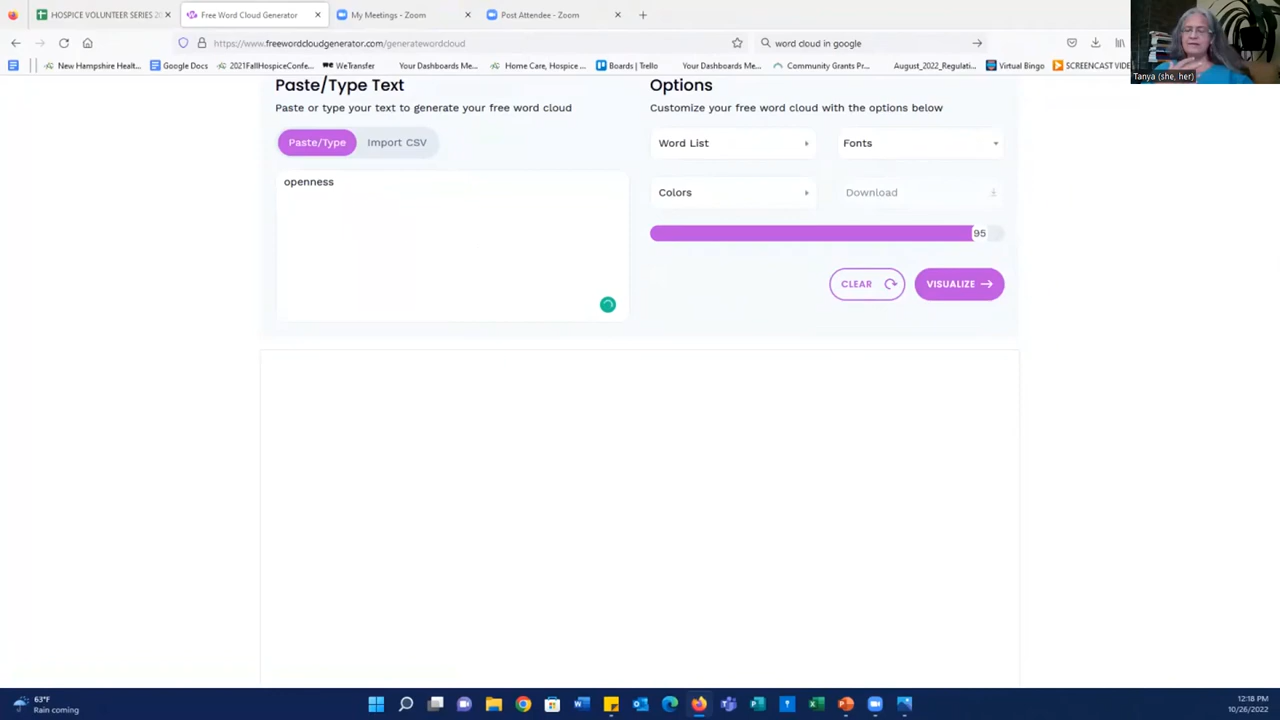 HOSPICE VOLUNTEER SERIES 20
Free Word Cloud Generator
My Meetings - Zoom
Post Attendee - Zoom
https://www.freewordcloudgenerator.com/generatewordcloud
word cloud in google
New Hampshire Healt...
Google Docs
2021FallHospiceConfe...
WeTransfer
Your Dashboards Me...
Home Care, Hospice ...
Boards | Trello
Your Dashboards Me...
Community Grants Pr...
August_2022_Regulati...
Virtual Bingo
SCREENCAST VIDE
Tanya (she, her)
Paste/Type Text
Paste or type your text to generate your free word cloud
Paste/Type
Import CSV
openness
Options
Customize your free word cloud with the options below
Word List
Fonts
Colors
Download
95
CLEAR
VISUALIZE
63°F
Rain coming
12:18 PM
10/26/2022